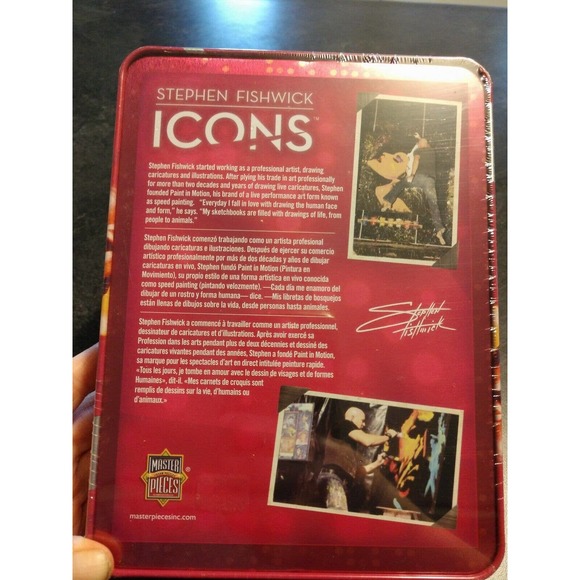 STEPHEN FISHWICK
ICONS™
Stephen Fishwick started working as a professional artist, drawing
caricatures and illustrations. After plying his trade in art professionally
for more than two decades and years of drawing live caricatures, Stephen
founded Paint in Motion, his brand of a live performance art form known
as speed painting. "Everyday I fall in love with drawing the human face
and form," he says. "My sketchbooks are filled with drawings of life, from
people to animals."
Stephen Fishwick comenzó trabajando como un artista profesional
dibujando caricaturas e ilustraciones. Después de ejercer su comercio
artístico profesionalmente por más de dos décadas y años de dibujar
caricaturas en vivo, Stephen fundó Paint in Motion (Pintura en
Movimiento), su propio estilo de una forma artística en vivo conocida
como speed painting (pintando velozmente). —Cada día me enamoro del
dibujar de un rostro y forma humana— dice. —Mis libretas de bosquejos
están llenas de dibujos sobre la vida, desde personas hasta animales.
Stephen Fishwick a commencé à travailler comme un artiste professionnel,
dessinateur de caricatures et d'illustrations. Après avoir exercé sa
Profession dans les arts pendant plus de deux décennies et dessiné des
caricatures vivantes pendant des années, Stephen a fondé Paint in Motion,
sa marque pour les spectacles d'art en direct intitulée peinture rapide.
«Tous les jours, je tombe en amour avec le dessin de visages et de formes
Humaines», dit-il. «Mes carnets de croquis sont
remplis de dessins sur la vie, d'humains ou
d'animaux.»
Stephen
Fishwick
MASTER
PIECES
®
masterpiecesinc.com